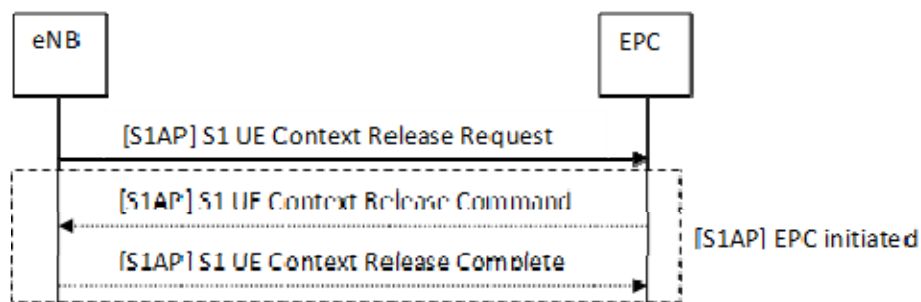 eNB
EPC
[S1AP] S1 UE Context Release Request
[S1AP] S1 UE Context Release Command
[S1AP] EPC initiated
[S1AP] S1 UE Context Release Complete